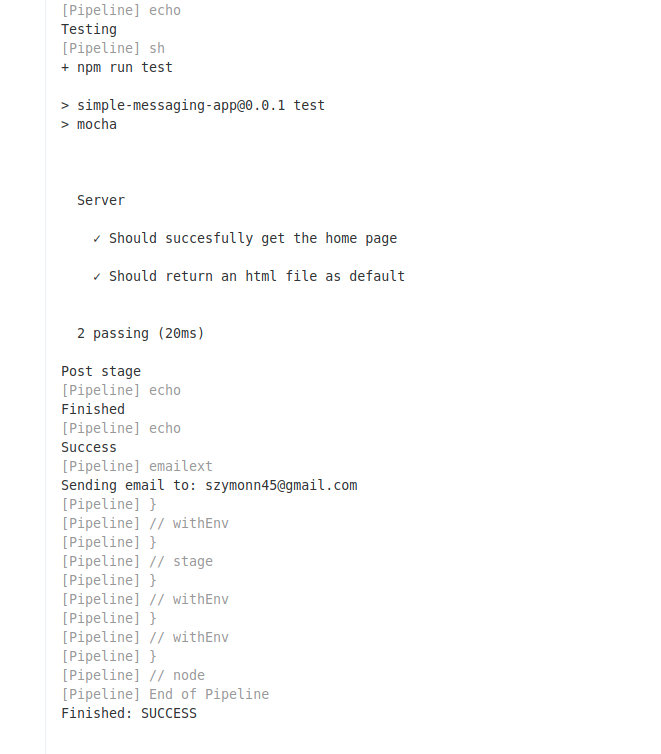 [Pipeline] echo
Testing
[Pipeline] sh
+ npm run test
> simple-messaging-app@0.0.1 test
> mocha
Server
✓ Should succesfully get the home page
✓ Should return an html file as default
2 passing (20ms)
Post stage
[Pipeline] echo
Finished
[Pipeline] echo
Success
[Pipeline] emailext
Sending email to: szymonn45@gmail.com
[Pipeline] }
[Pipeline] // withEnv
[Pipeline] }
[Pipeline] // stage
[Pipeline] }
[Pipeline] // withEnv
[Pipeline] }
[Pipeline] // withEnv
[Pipeline] }
[Pipeline] // node
[Pipeline] End of Pipeline
Finished: SUCCESS